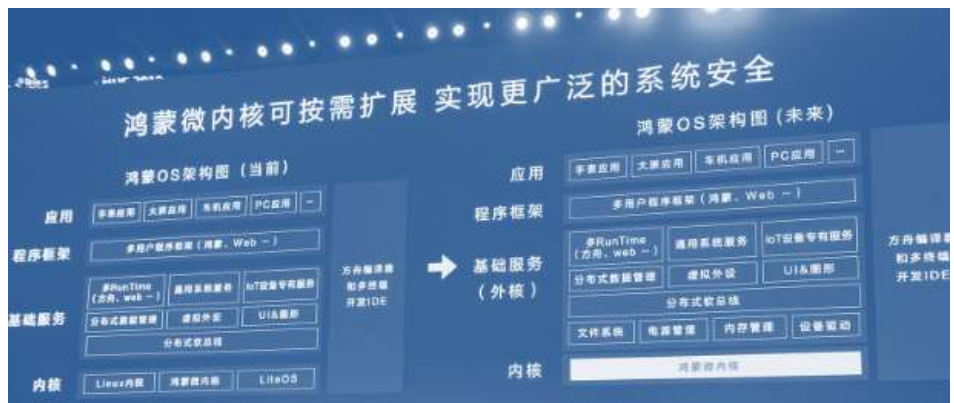 鸿蒙微内核可按需扩展 实现更广泛的系统安全
鸿蒙OS架构图（当前）
应用
手表应用 大屏应用 车机应用 PC应用 ···
程序框架
多用户程序框架（鸿蒙、Web ···）
基础服务
多RunTime
（方舟、web ···） 通用系统服务 IoT设备专有服务
分布式数据管理 虚拟外设 UI&图形
分布式软总线
内核
Linux内核 鸿蒙微内核 LiteOS
方舟编译器
和多终端
开发IDE
鸿蒙OS架构图（未来）
应用
手表应用 大屏应用 车机应用 PC应用 ···
程序框架
多用户程序框架（鸿蒙、Web ···）
基础服务
（外核）
多RunTime
（方舟、web ···） 通用系统服务 IoT设备专有服务
分布式数据管理 虚拟外设 UI&图形
分布式软总线
文件系统 电源管理 内存管理 设备驱动
内核
鸿蒙微内核
方舟编译器
和多终端
开发IDE